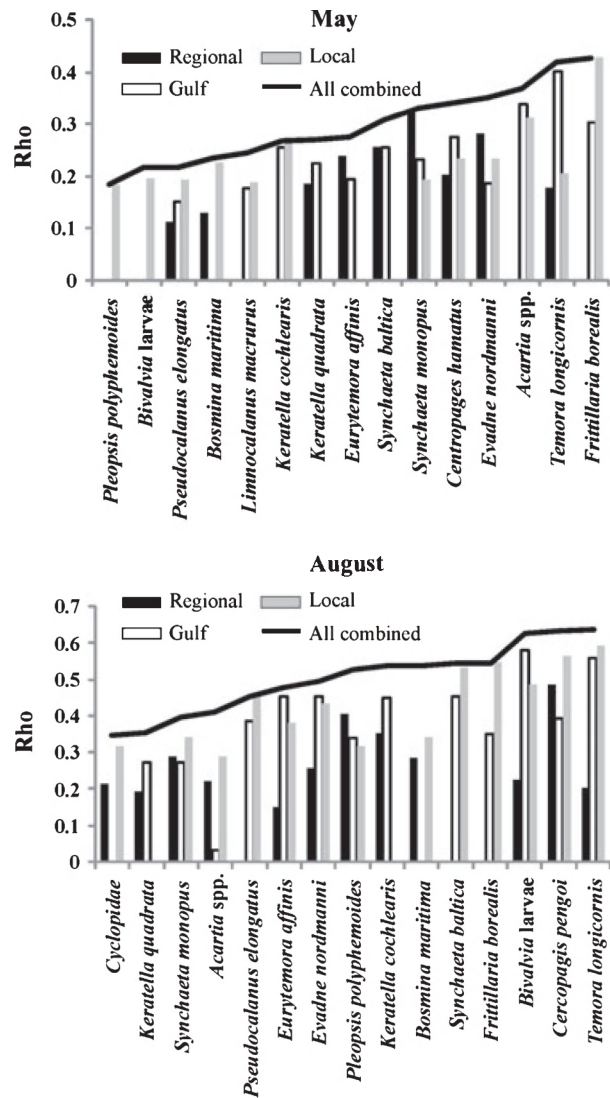 May
Regional
Local
Gulf
All combined
0.5
0.4
0.3
0.2
0.1
0
Rho
Pleopsis polyphemoides
Bivalvia larvae
Pseudocalanus elongatus
Bosmina maritima
Limnocalanus macrurus
Keratella cochlearis
Keratella quadrata
Eurytemora affinis
Synchaeta baltica
Synchaeta monopus
Centropages hamatus
Evadne nordmanni
Acartia spp.
Temora longicornis
Frittillaria borealis
August
Regional
Local
Gulf
All combined
0.7
0.6
0.5
0.4
0.3
0.2
0.1
0
Rho
Cyclopidae
Keratella quadrata
Synchaeta monopus
Acartia spp.
Pseudocalanus elongatus
Eurytemora affinis
Evadne nordmanni
Pleopsis polyphemoides
Keratella cochlearis
Bosmina maritima
Synchaeta baltica
Frittillaria borealis
Bivalvia larvae
Cercopagis pengoi
Temora longicornis